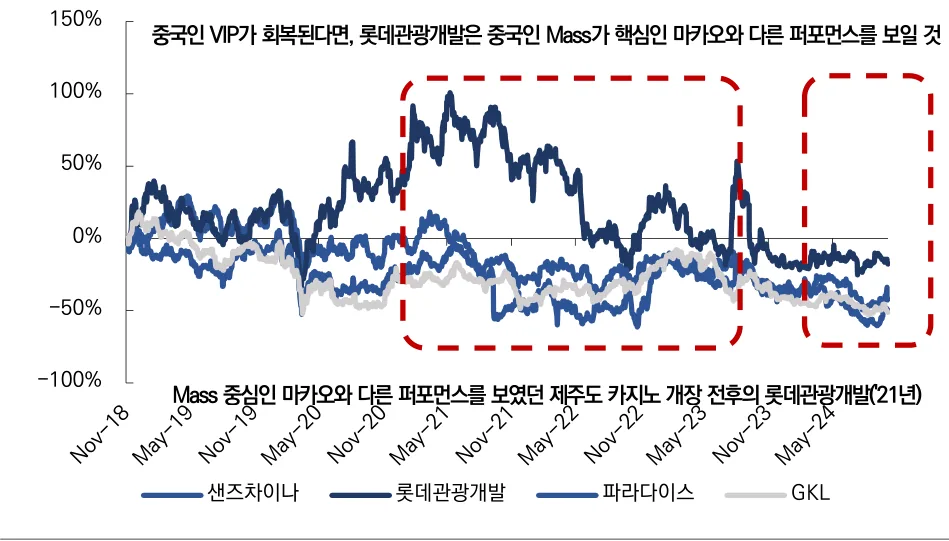 150%
중국인 VIP가 회복된다면, 롯데관광개발은 중국인 Mass가 핵심인 마카오와 다른 퍼포먼스를 보일 것
100%
50%
0%
-50%
-100%
Mass 중심인 마카오와 다른 퍼포먼스를 보였던 제주도 카지노 개장 전후의 롯데관광개발('21년)
Nov-18 May-19 Nov-19 May-20 Nov-20 May-21 Nov-21 May-22 Nov-22 May-23 Nov-23 May-24
샌즈차이나 롯데관광개발 파라다이스 GKL